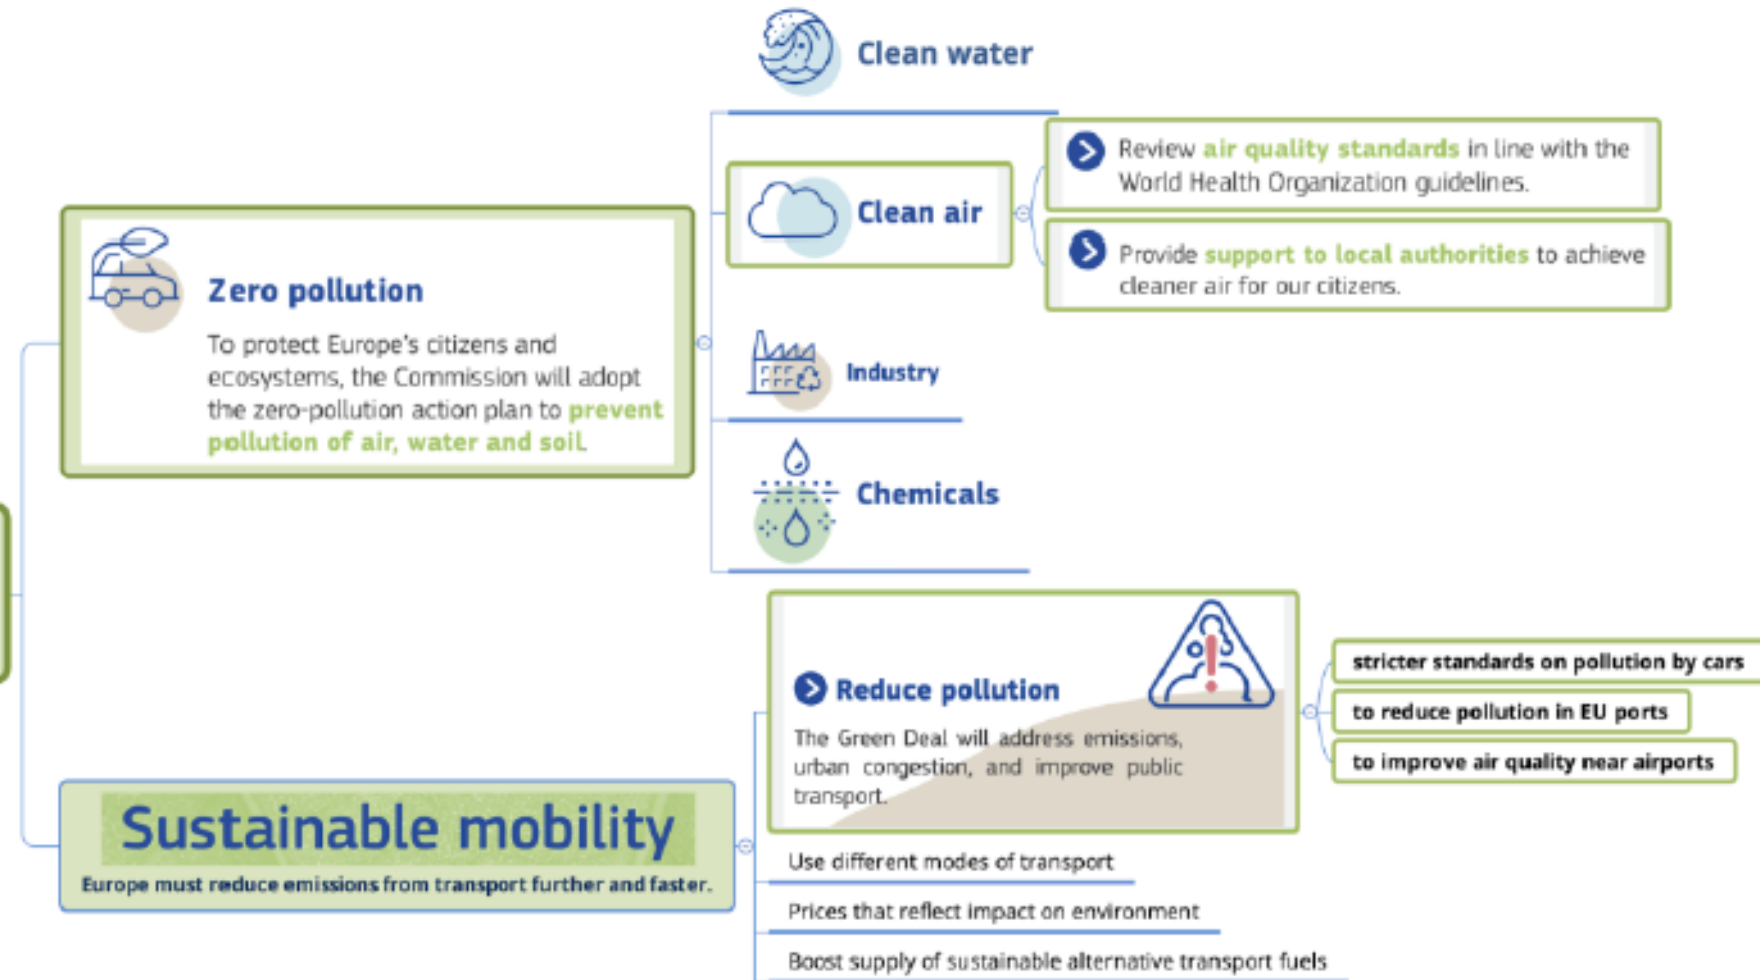 Clean water
Review air quality standards in line with the
World Health Organization guidelines.
Clean air
Provide support to local authorities to achieve
cleaner air for our citizens.
Zero pollution
To protect Europe's citizens and
ecosystems, the Commission will adopt
the zero-pollution action plan to prevent
pollution of air, water and soil.
Industry
Chemicals
Reduce pollution
The Green Deal will address emissions,
urban congestion, and improve public
transport.
stricter standards on pollution by cars
to reduce pollution in EU ports
to improve air quality near airports
Sustainable mobility
Europe must reduce emissions from transport further and faster.
Use different modes of transport
Prices that reflect impact on environment
Boost supply of sustainable alternative transport fuels